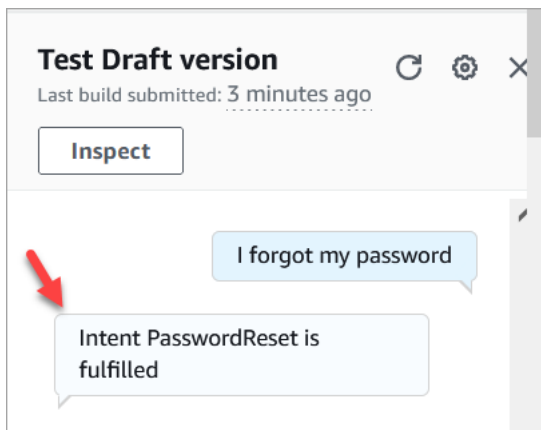 Test Draft version
Last build submitted: 3 minutes ago
Inspect
I forgot my password
Intent PasswordReset is
fulfilled